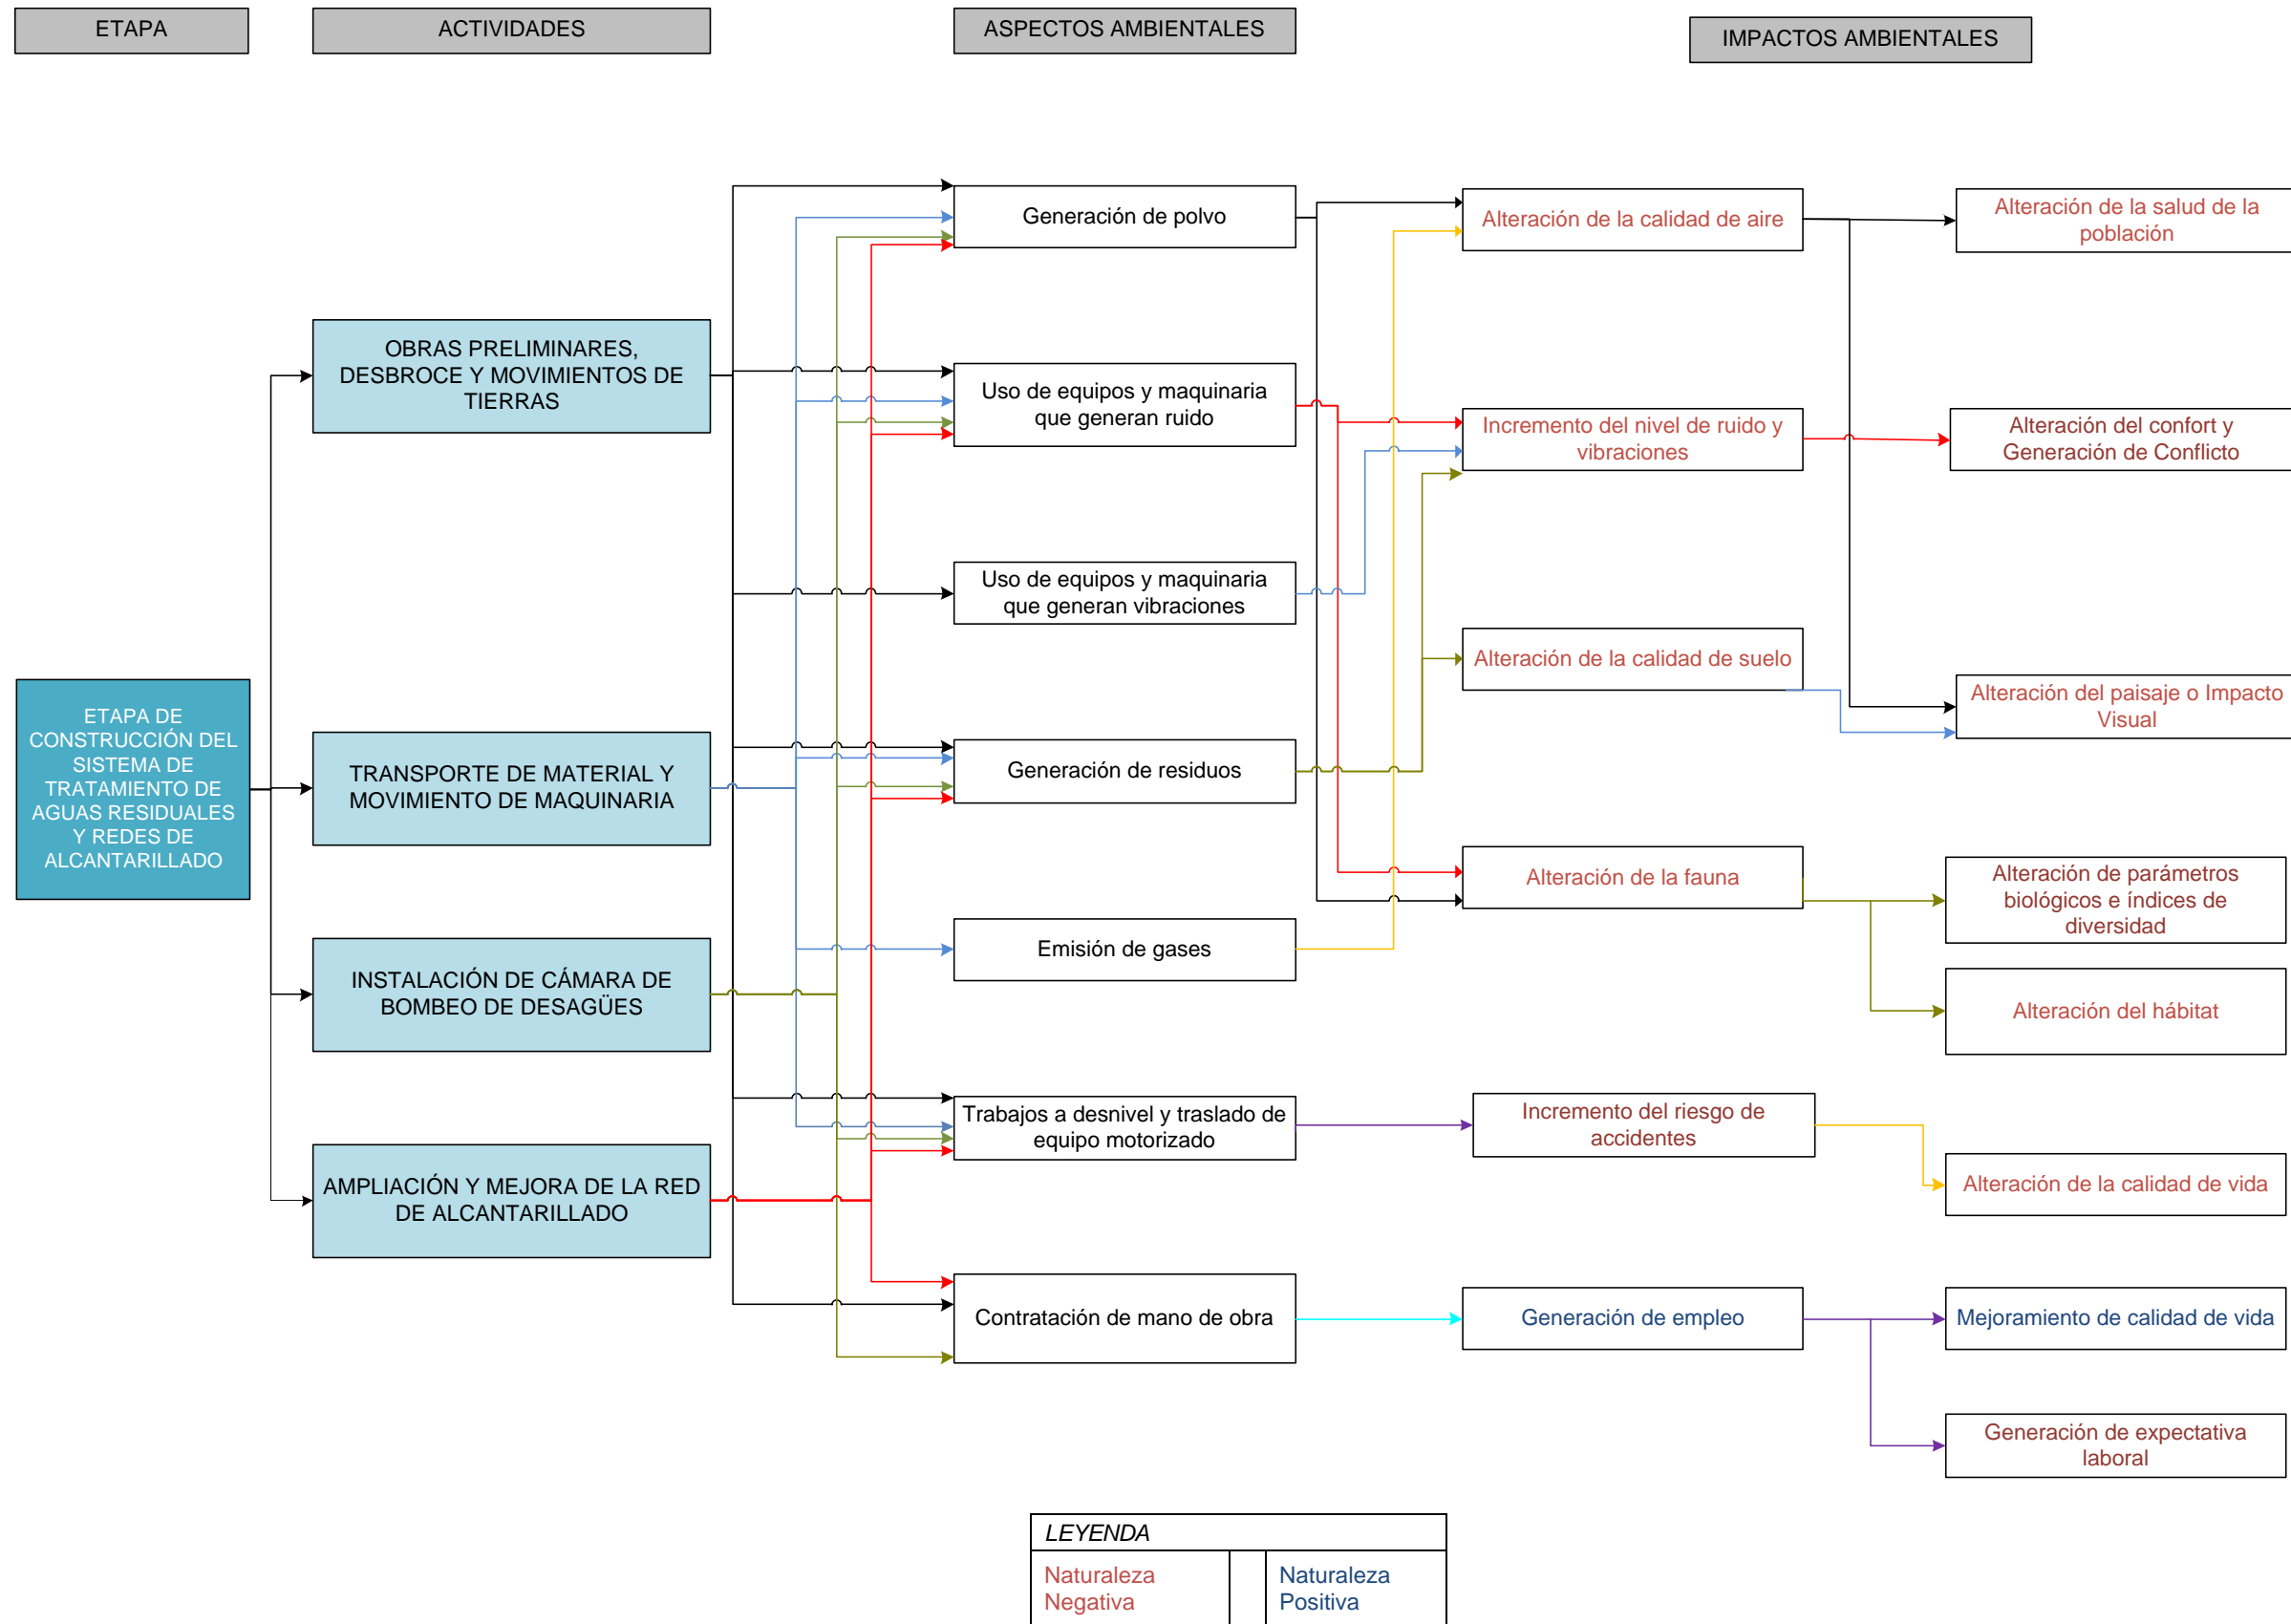 ETAPA
ACTIVIDADES
ASPECTOS AMBIENTALES
IMPACTOS AMBIENTALES
ETAPA DE
CONSTRUCCIÓN DEL
SISTEMA DE
TRATAMIENTO DE
AGUAS RESIDUALES
Y REDES DE
ALCANTARILLADO
OBRAS PRELIMINARES,
DESBROCE Y MOVIMIENTOS DE
TIERRAS
TRANSPORTE DE MATERIAL Y
MOVIMIENTO DE MAQUINARIA
INSTALACIÓN DE CÁMARA DE
BOMBEO DE DESAGÜES
AMPLIACIÓN Y MEJORA DE LA RED
DE ALCANTARILLADO
Generación de polvo
Uso de equipos y maquinaria
que generan ruido
Uso de equipos y maquinaria
que generan vibraciones
Generación de residuos
Emisión de gases
Trabajos a desnivel y traslado de
equipo motorizado
Contratación de mano de obra
Alteración de la calidad de aire
Incremento del nivel de ruido y
vibraciones
Alteración de la calidad de suelo
Alteración de la fauna
Incremento del riesgo de
accidentes
Generación de empleo
Alteración de la salud de la
población
Alteración del confort y
Generación de Conflicto
Alteración del paisaje o Impacto
Visual
Alteración de parámetros
biológicos e índices de
diversidad
Alteración del hábitat
Alteración de la calidad de vida
Mejoramiento de calidad de vida
Generación de expectativa
laboral
LEYENDA
Naturaleza
Negativa
Naturaleza
Positiva